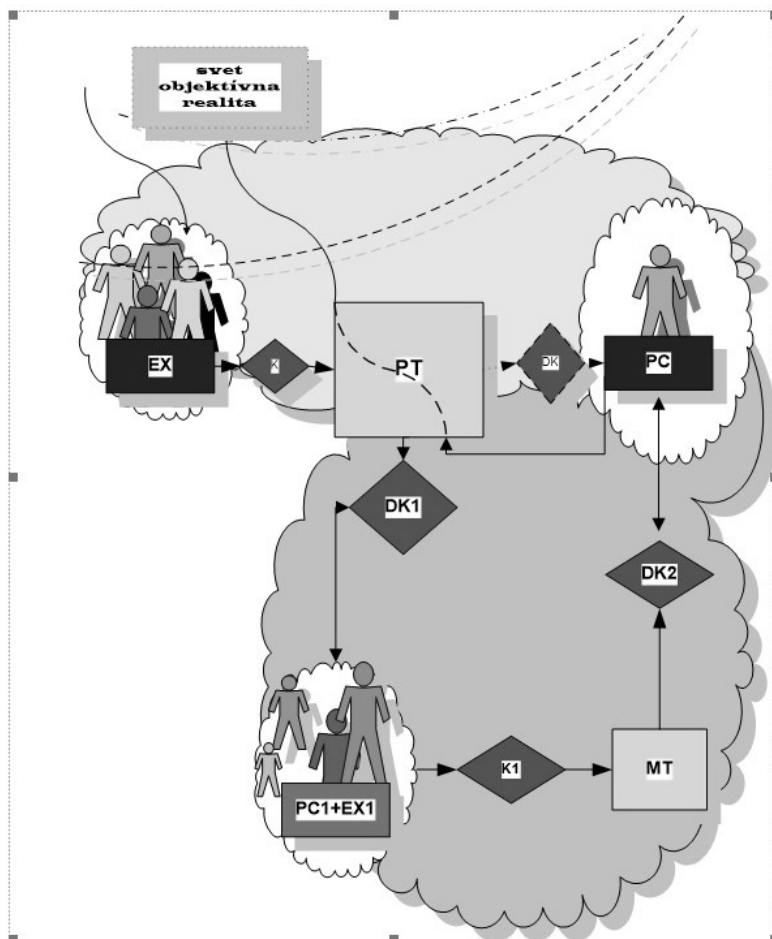 svet
objektívna
realita
EX
K
PT
DK
PC
DK1
DK2
PC1+EX1
K1
MT